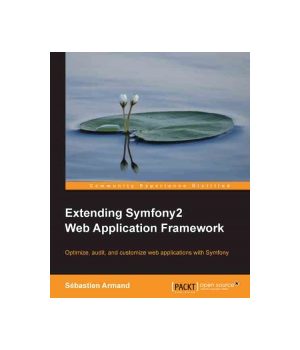 Community Experience Distilled
Extending Symfony2
Web Application Framework
Optimize, audit, and customize web applications with Symfony
Sébastien Armand
[PACKT] open source
PUBLISHING